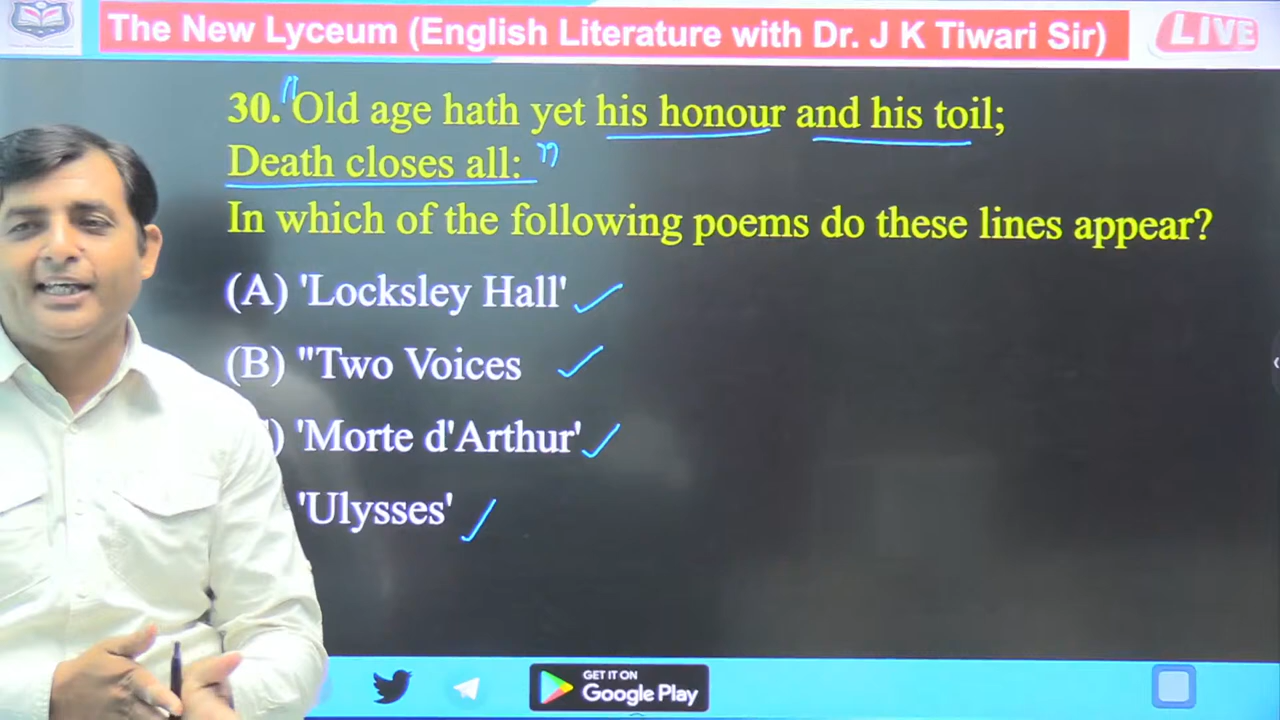 The New Lyceum (English Literature with Dr. J K Tiwari Sir)
LIVE
30. "Old age hath yet his honour and his toil;
Death closes all: "
In which of the following poems do these lines appear?
(A) 'Locksley Hall'
(B) "Two Voices
) 'Morte d'Arthur'
'Ulysses'
GET IT ON
Google Play